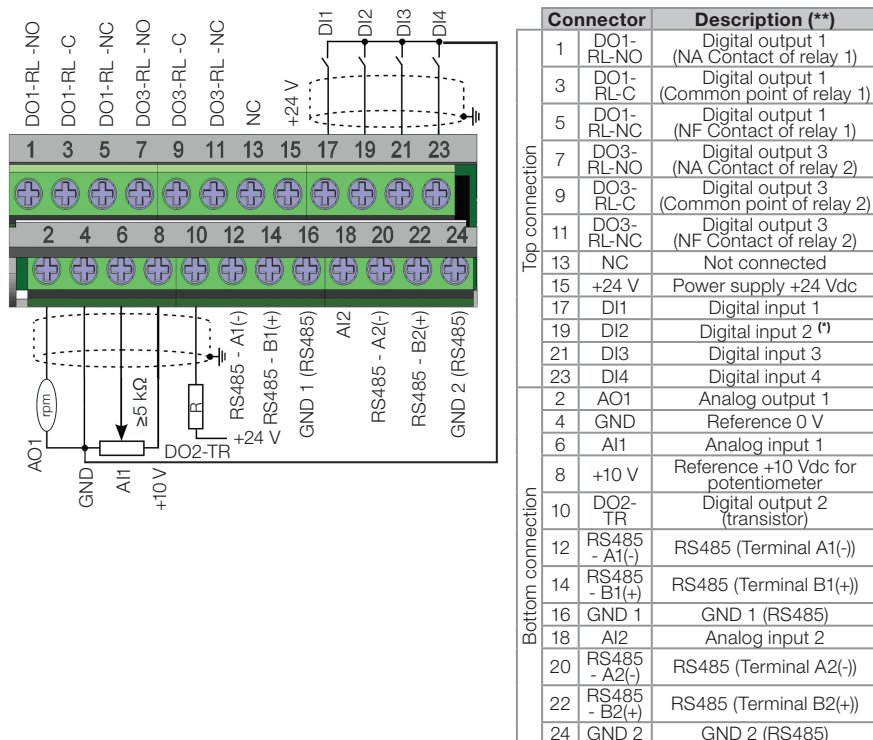 DO1-RL -NO
DO1-RL -C
DO1-RL -NC
DO3-RL -NO
DO3-RL -C
DO3-RL -NC
NC
+24 V
DI1
DI2
DI3
DI4
1 3 5 7 9 11 13 15 17 19 21 23
2 4 6 8 10 12 14 16 18 20 22 24
rpm
≥5 kΩ
R
+24 V
AO1
GND
AI1
+10 V
DO2-TR
RS485 - A1(-)
RS485 - B1(+)
GND 1 (RS485)
AI2
RS485 - A2(-)
RS485 - B2(+)
GND 2 (RS485)
Connector Description (**)
Top connection
1 DO1-RL-NO Digital output 1
(NA Contact of relay 1)
3 DO1-RL-C Digital output 1
(Common point of relay 1)
5 DO1-RL-NC Digital output 1
(NF Contact of relay 1)
7 DO3-RL-NO Digital output 3
(NA Contact of relay 2)
9 DO3-RL-C Digital output 3
(Common point of relay 2)
11 DO3-RL-NC Digital output 3
(NF Contact of relay 2)
13 NC Not connected
15 +24 V Power supply +24 Vdc
17 DI1 Digital input 1
19 DI2 Digital input 2 (*)
21 DI3 Digital input 3
23 DI4 Digital input 4
Bottom connection
2 AO1 Analog output 1
4 GND Reference 0 V
6 AI1 Analog input 1
8 +10 V Reference +10 Vdc for
potentiometer
10 DO2-TR Digital output 2
(transistor)
12 RS485 - A1(-) RS485 (Terminal A1(-))
14 RS485 - B1(+) RS485 (Terminal B1(+))
16 GND 1 GND 1 (RS485)
18 AI2 Analog input 2
20 RS485 - A2(-) RS485 (Terminal A2(-))
22 RS485 - B2(+) RS485 (Terminal B2(+))
24 GND 2 GND 2 (RS485)